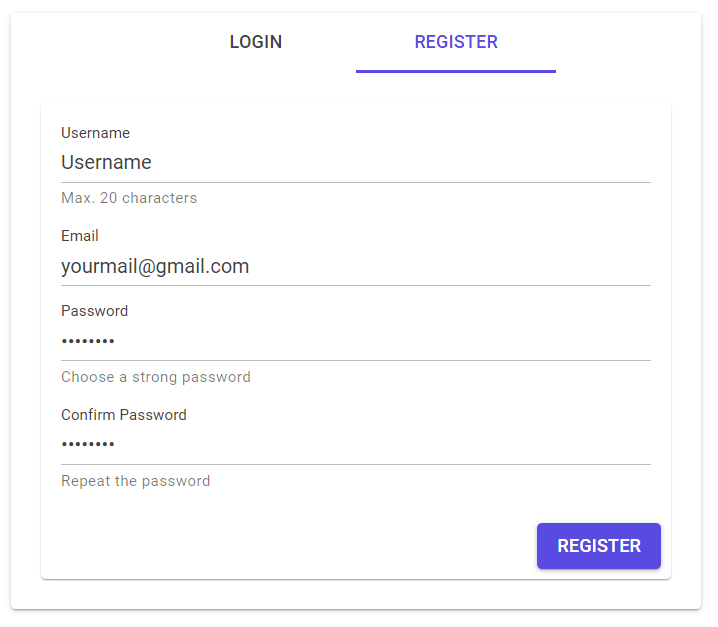 LOGIN REGISTER
Username
Username
Max. 20 characters
Email
yourmail@gmail.com
Password
••••••••
Choose a strong password
Confirm Password
••••••••
Repeat the password
REGISTER